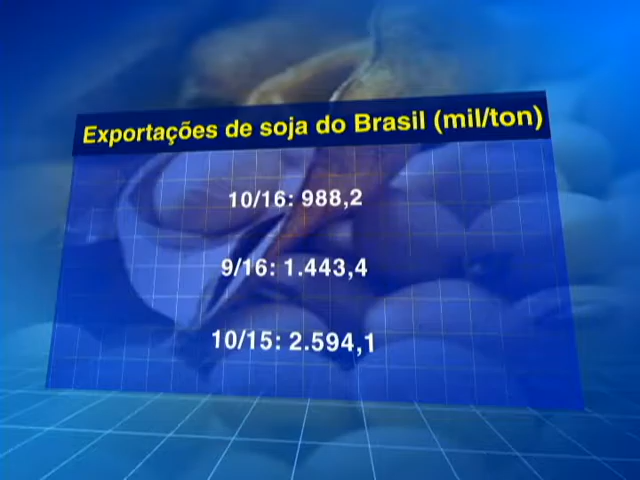 Exportações de soja do Brasil (mil/ton)
10/16: 988,2
9/16: 1.443,4
10/15: 2.594,1